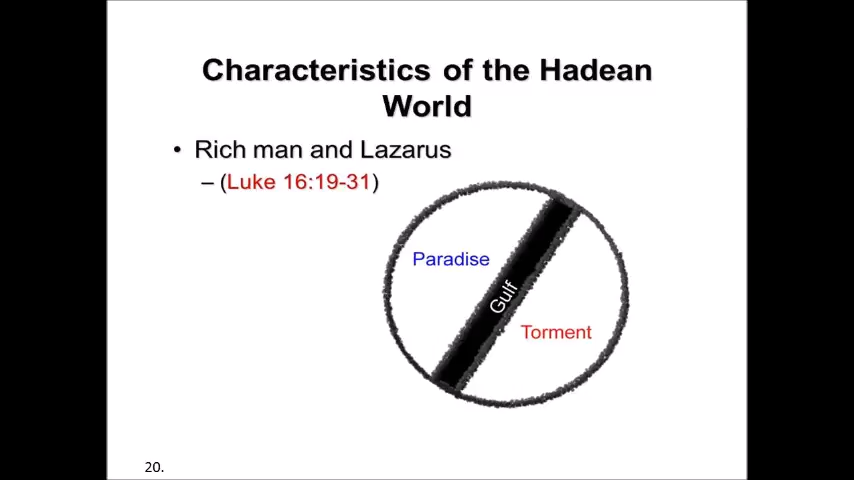 Characteristics of the Hadean
World
• Rich man and Lazarus
– (Luke 16:19-31)
Paradise
Gulf
Torment
20.